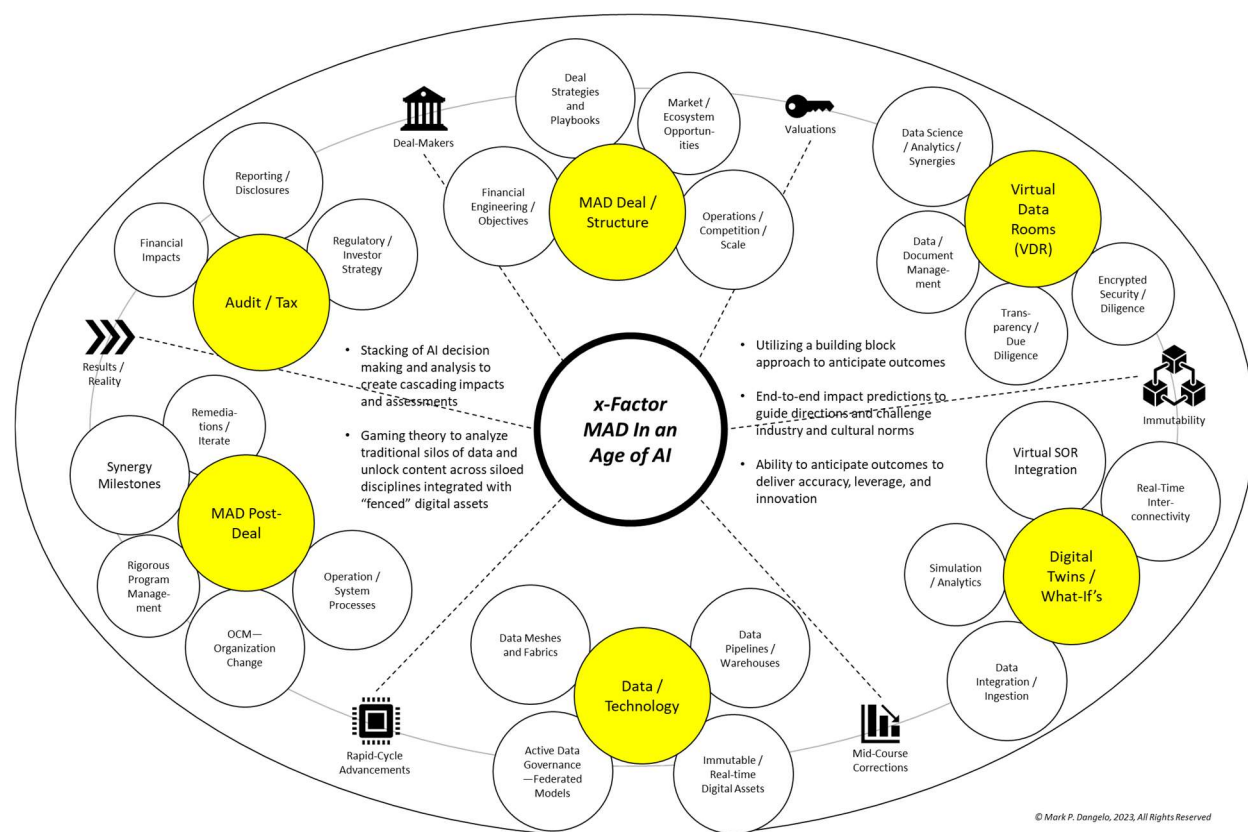 Deal
Strategies
and
Playbooks
Market /
Ecosystem
Opportun-
ities
Deal-Makers
Valuations
Financial
Engineering /
Objectives
MAD Deal /
Structure
Operations /
Competition /
Scale
Data Science
/ Analytics /
Synergies
Virtual
Data
Rooms
(VDR)
Data /
Document
Manage-
ment
Encrypted
Security /
Diligence
Trans-
parency /
Due
Diligence
Reporting /
Disclosures
Financial
Impacts
Regulatory /
Investor
Strategy
Audit / Tax
Results /
Reality
• Stacking of AI decision
making and analysis to
create cascading impacts
and assessments
• Gaming theory to analyze
traditional silos of data and
unlock content across siloed
disciplines integrated with
“fenced” digital assets
x-Factor
MAD In an
Age of AI
• Utilizing a building block
approach to anticipate outcomes
• End-to-end impact predictions to
guide directions and challenge
industry and cultural norms
• Ability to anticipate outcomes to
deliver accuracy, leverage, and
innovation
Immutability
Remedia-
tions /
Iterate
Synergy
Milestones
MAD Post-
Deal
Rigorous
Program
Manage-
ment
Operation /
System
Processes
OCM—
Organization
Change
Virtual SOR
Integration
Real-Time
Inter-
connectivity
Simulation
/ Analytics
Digital
Twins /
What-If’s
Data
Integration /
Ingestion
Data Meshes
and Fabrics
Data
Pipelines /
Warehouses
Data /
Technology
Active Data
Governance
—Federated
Models
Immutable /
Real-time
Digital Assets
Rapid-Cycle
Advancements
Mid-Course
Corrections
© Mark P. Dangelo, 2023, All Rights Reserved